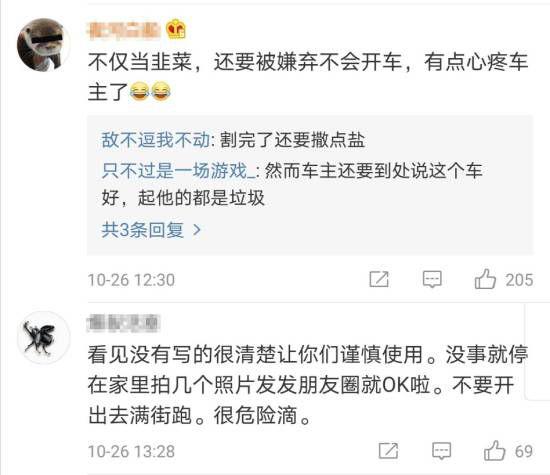 不仅当韭菜，还要被嫌弃不会开车，有点心疼车
主了😂😂
敌不逗我不动: 割完了还要撒点盐
只不过是一场游戏_: 然而车主还要到处说这个车
好，起他的都是垃圾
共3条回复 >
10-26 12:30
205
看见没有写的很清楚让你们谨慎使用。没事就停
在家里拍几个照片发发朋友圈就OK啦。不要开
出去满街跑。很危险滴。
10-26 13:28
69